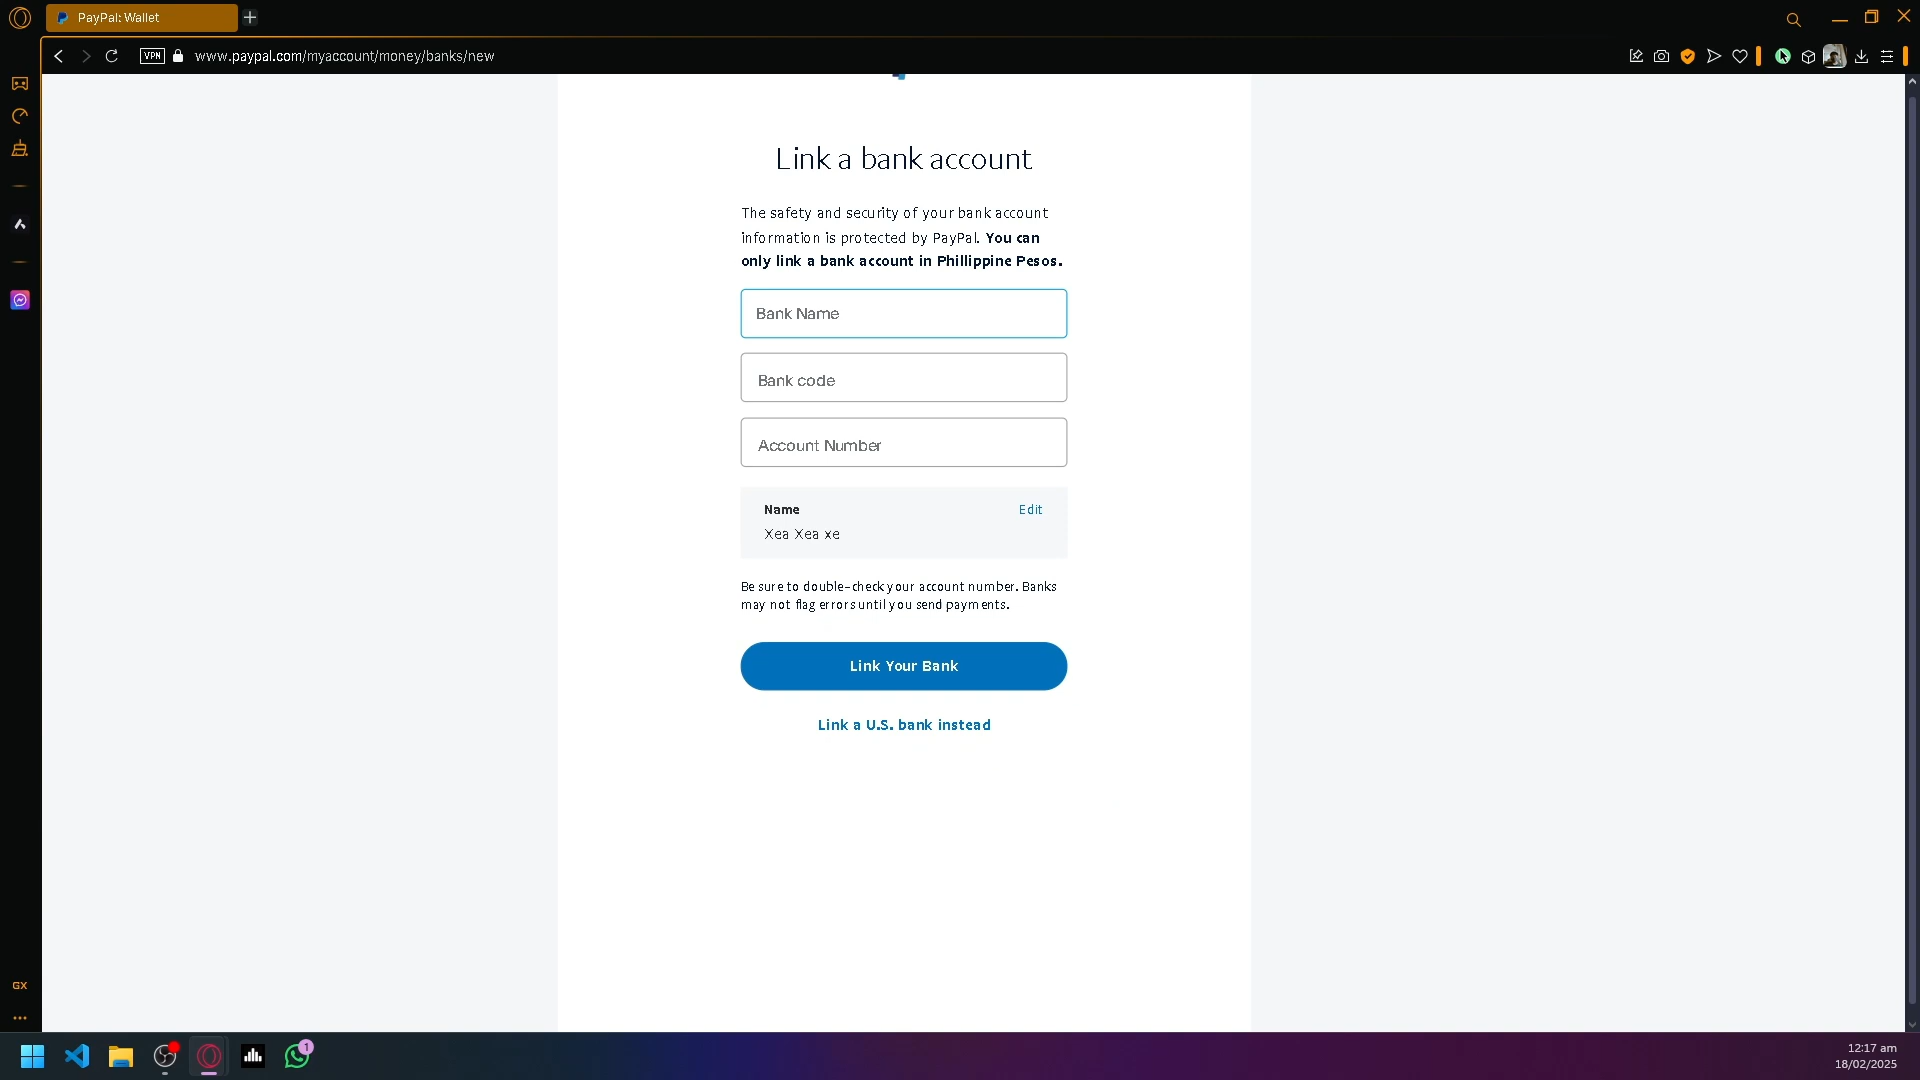 PayPal: Wallet
VPN
www.paypal.com/myaccount/money/banks/new
Link a bank account
The safety and security of your bank account
information is protected by PayPal. You can
only link a bank account in Phillippine Pesos.
Bank Name
Bank code
Account Number
Name
Edit
Xea Xea xe
Be sure to double-check your account number. Banks
may not flag errors until you send payments.
Link Your Bank
Link a U.S. bank instead
GX
1
12:17 am
18/02/2025